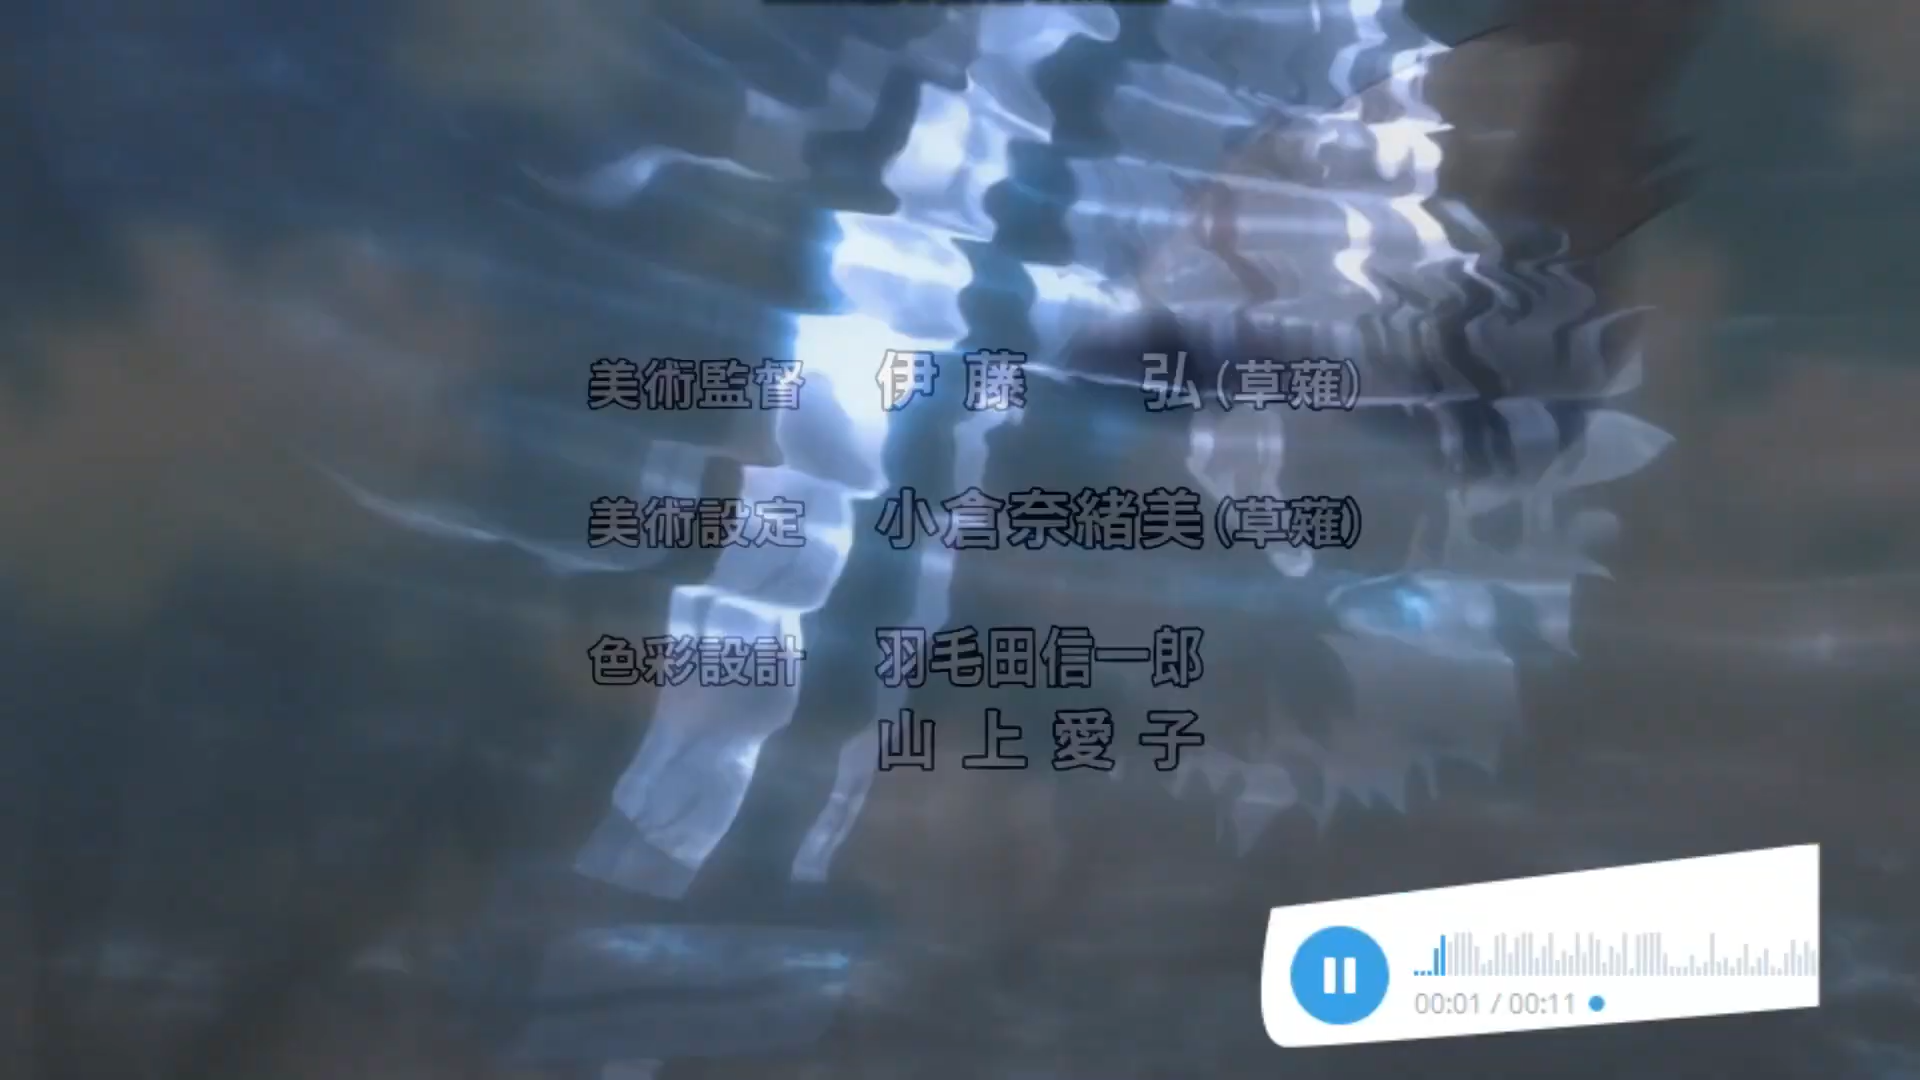 美術監督 伊藤 弘(草薙)
美術設定 小倉奈緒美(草薙)
色彩設計 羽毛田信一郎
山上愛子
00:01 / 00:11